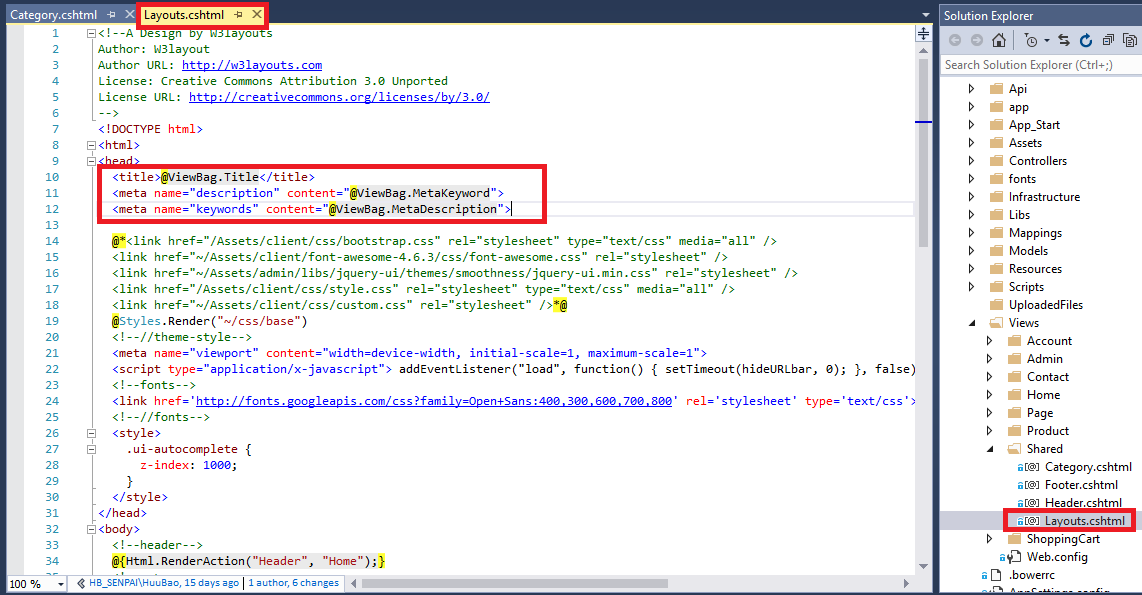 Category.cshtml
Layouts.cshtml
1 <!--A Design by W3layouts
2 Author: W3layout
3 Author URL: http://w3layouts.com
4 License: Creative Commons Attribution 3.0 Unported
5 License URL: http://creativecommons.org/licenses/by/3.0/
6 -->
7 <!DOCTYPE html>
8 <html>
9 <head>
10 <title>@ViewBag.Title</title>
11 <meta name="description" content="@ViewBag.MetaKeyword">
12 <meta name="keywords" content="@ViewBag.MetaDescription">
13
14 @*<link href="/Assets/client/css/bootstrap.css" rel="stylesheet" type="text/css" media="all" />
15 <link href="~/Assets/client/font-awesome-4.6.3/css/font-awesome.css" rel="stylesheet" />
16 <link href="~/Assets/admin/libs/jquery-ui/themes/smoothness/jquery-ui.min.css" rel="stylesheet" />
17 <link href="~/Assets/client/css/style.css" rel="stylesheet" type="text/css" media="all" />
18 <link href="~/Assets/client/css/custom.css" rel="stylesheet" />*@
19 @Styles.Render("~/css/base")
20 <!--//theme-style-->
21 <meta name="viewport" content="width=device-width, initial-scale=1, maximum-scale=1">
22 <script type="application/x-javascript"> addEventListener("load", function() { setTimeout(hideURLbar, 0); }, false)
23 <!--fonts-->
24 <link href='http://fonts.googleapis.com/css?family=Open+Sans:400,300,600,700,800' rel='stylesheet' type='text/css'>
25 <!--//fonts-->
26 <style>
27 .ui-autocomplete {
28 z-index: 1000;
29 }
30 </style>
31 </head>
32 <body>
33 <!--header-->
34 @{Html.RenderAction("Header", "Home");}
100 %
HB_SENPAI\HuuBao, 15 days ago | 1 author, 6 changes
Solution Explorer
Search Solution Explorer (Ctrl+;)
Api
app
App_Start
Assets
Controllers
fonts
Infrastructure
Libs
Mappings
Models
Resources
Scripts
UploadedFiles
Views
Account
Admin
Contact
Home
Page
Product
Shared
Category.cshtml
Footer.cshtml
Header.cshtml
Layouts.cshtml
ShoppingCart
Web.config
.bowerrc
AppSettings.config